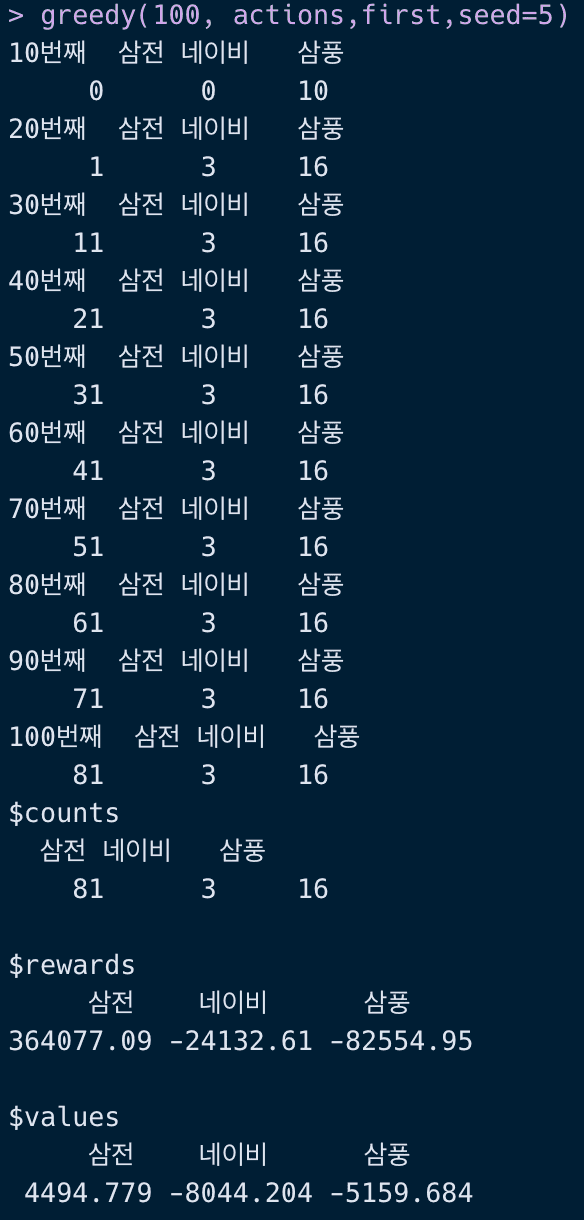 > greedy(100, actions,first,seed=5)
10번째  삼전 네이비   삼풍
     0      0     10
20번째  삼전 네이비   삼풍
     1      3     16
30번째  삼전 네이비   삼풍
    11      3     16
40번째  삼전 네이비   삼풍
    21      3     16
50번째  삼전 네이비   삼풍
    31      3     16
60번째  삼전 네이비   삼풍
    41      3     16
70번째  삼전 네이비   삼풍
    51      3     16
80번째  삼전 네이비   삼풍
    61      3     16
90번째  삼전 네이비   삼풍
    71      3     16
100번째  삼전 네이비   삼풍
    81      3     16
$counts
  삼전 네이비   삼풍
    81      3     16
$rewards
     삼전    네이비      삼풍
364077.09 -24132.61 -82554.95
$values
     삼전    네이비      삼풍
 4494.779 -8044.204 -5159.684